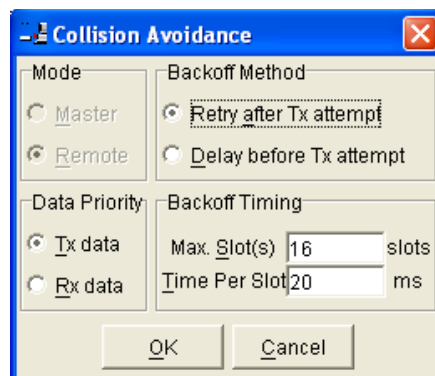 Collision Avoidance
Mode
Master
Remote
Backoff Method
Retry after Tx attempt
Delay before Tx attempt
Data Priority
Tx data
Rx data
Backoff Timing
Max. Slot(s) 16 slots
Time Per Slot 20 ms
OK Cancel